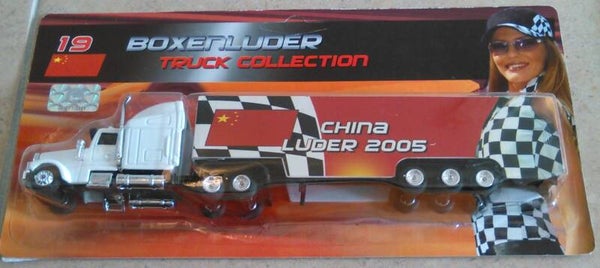 19
BOXENLUDER
TRUCK COLLECTION
CHINA
LUDER 2005